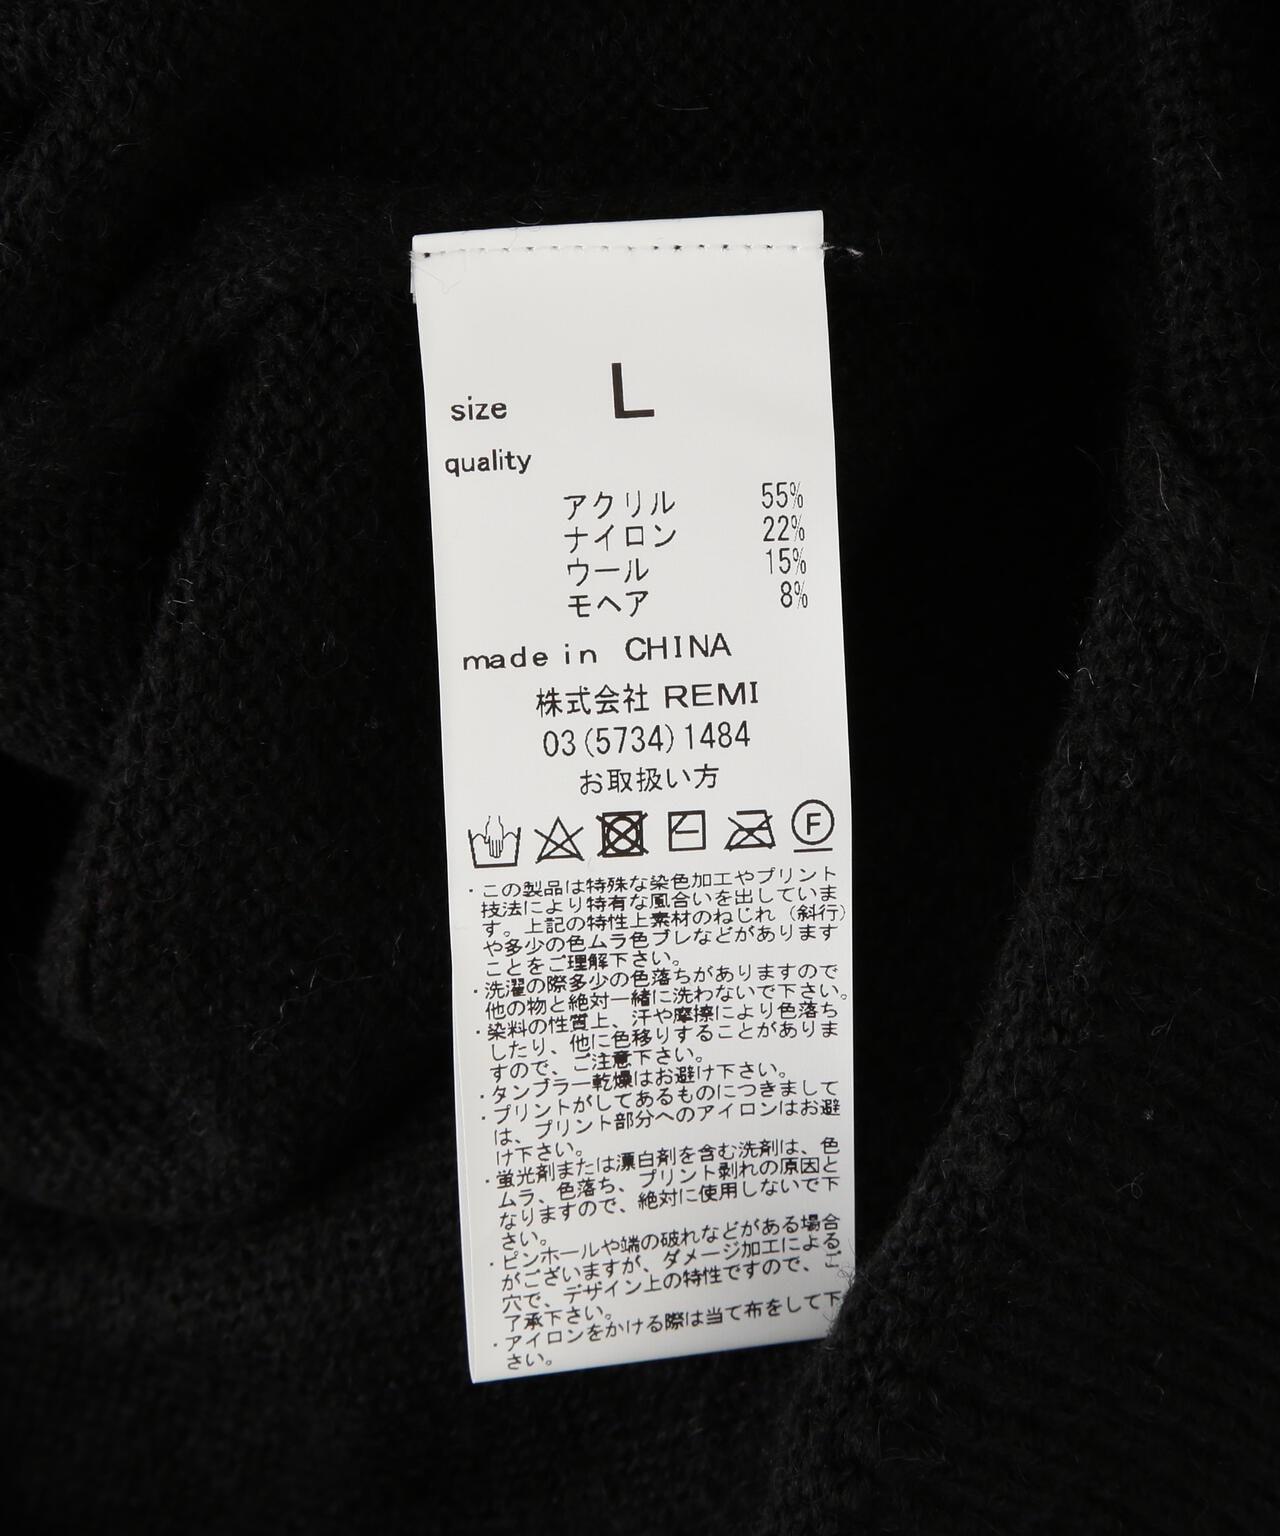 size L
quality
アクリル 55%
ナイロン 22%
ウール 15%
モヘア 8%
made in CHINA
株式会社 REMI
03(5734)1484
お取扱い方
F
・この製品は特殊な染色加工やプリント
技法により特有な風合いを出していま
す。上記の特性上素材のねじれ（斜行）
や多少の色ムラ色ブレなどがあります
ことをご理解下さい。
・洗濯の際多少の色落ちがありますので
他の物と絶対一緒に洗わないで下さい。
・染料の性質上、汗や摩擦により色落ち
したり、他に色移りすることがありま
すので、ご注意下さい。
・タンブラー乾燥はお避け下さい。
・プリントがしてあるものにつきまして
は、プリント部分へのアイロンはお避
け下さい。
・蛍光剤または漂白剤を含む洗剤は、色
ムラ、色落ち、プリント剥れの原因と
なりますので、絶対に使用しないで下
さい。
・ピンホールや端の破れなどがある場合
がございますが、ダメージ加工による
穴で、デザイン上の特性ですので、ご
了承下さい。
・アイロンをかける際は当て布をして下
さい。